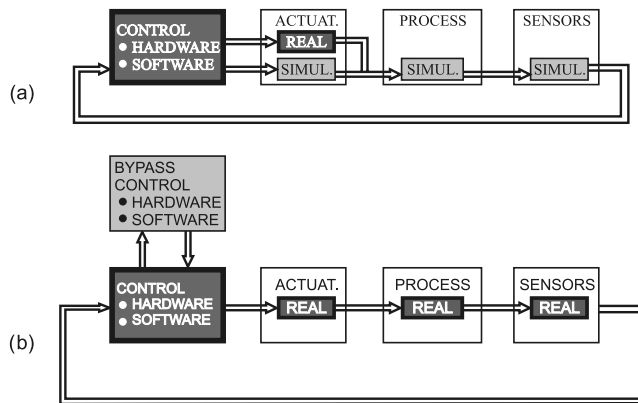 ACTUAT.
PROCESS
SENSORS
CONTROL
● HARDWARE
● SOFTWARE
REAL
SIMUL.
SIMUL.
SIMUL.
(a)
BYPASS
CONTROL
● HARDWARE
● SOFTWARE
CONTROL
● HARDWARE
● SOFTWARE
ACTUAT.
PROCESS
SENSORS
REAL
REAL
REAL
(b)